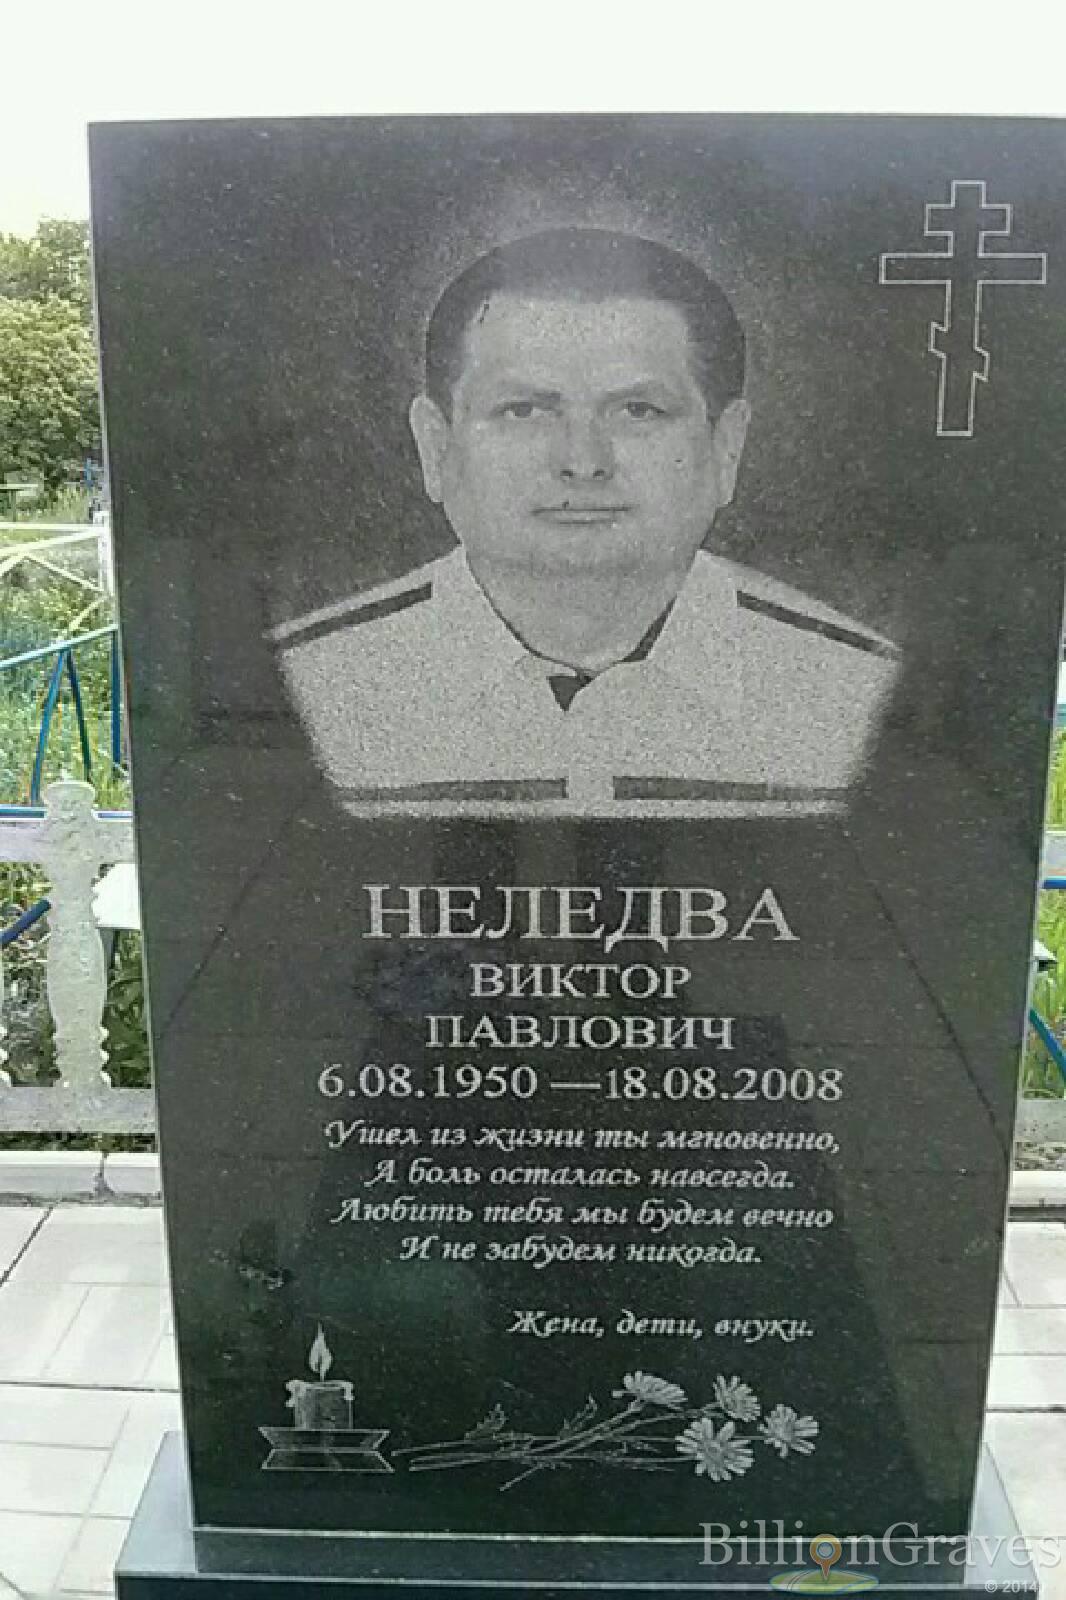 НЕЛЕДВА
ВИКТОР
ПАВЛОВИЧ
6.08.1950 — 18.08.2008
Ушел из жизни ты мгновенно,
А боль осталась навсегда.
Любить тебя мы будем вечно
И не забудем никогда.
Жена, дети, внуки.
BillionGraves
© 2014